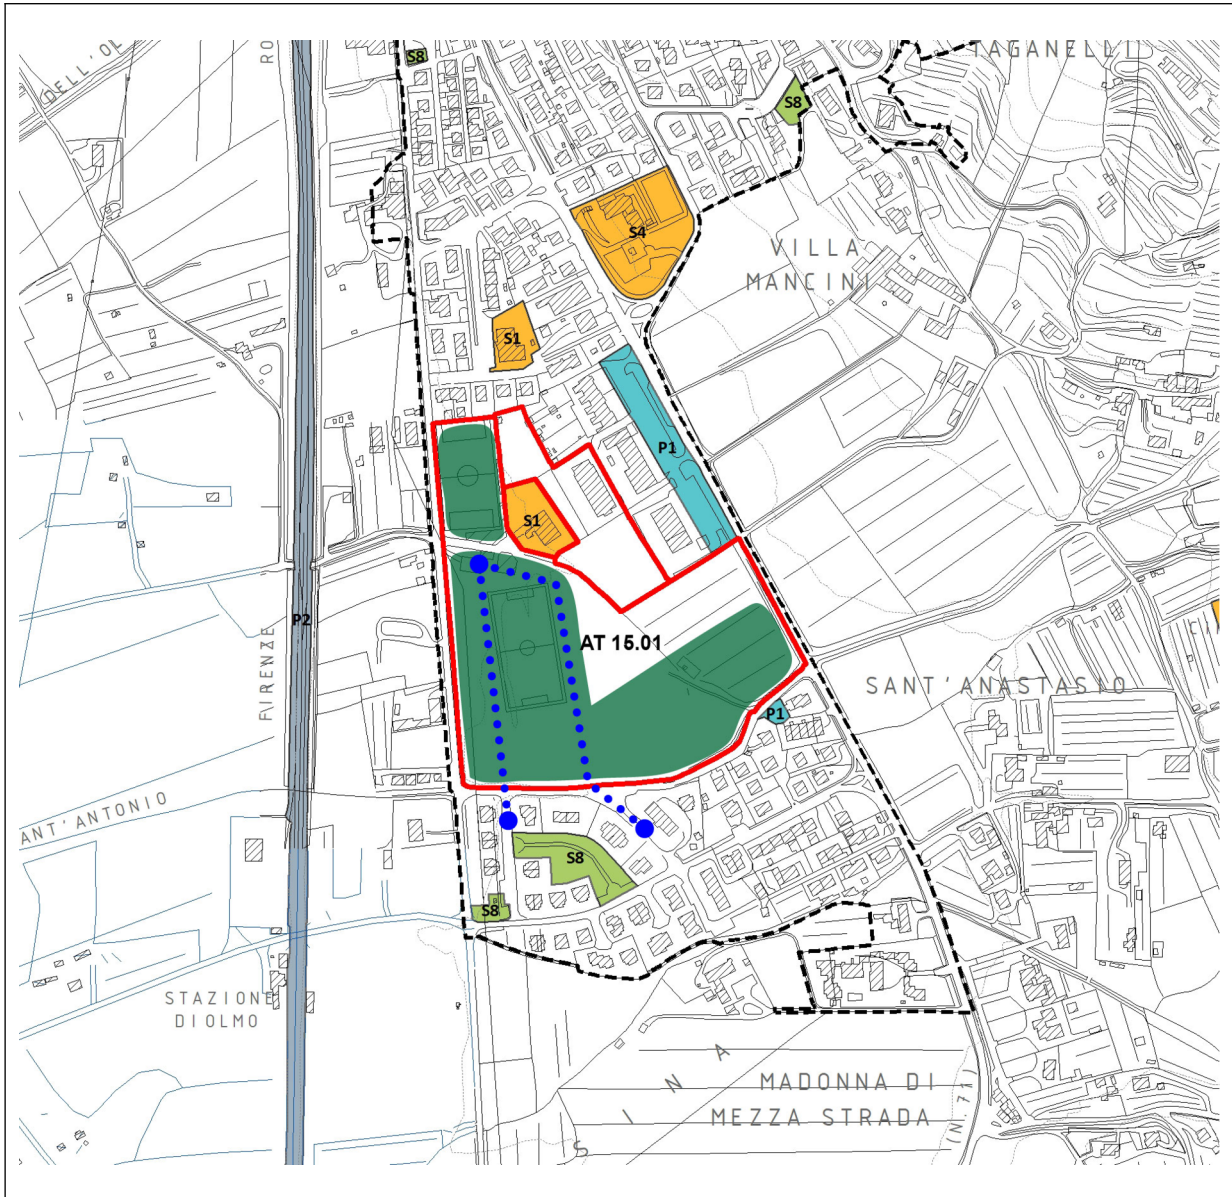 DELL'OL
RO
S8
TAGANELLI
S8
S4
VILLA
MANCINI
S1
P1
S1
P2
FIRENZE
AT 15.01
SANT'ANASTASIO
P1
ANT'ANTONIO
S8
S8
STAZIONE
DI OLMO
SINA
MADONNA DI
MEZZA STRADA
(N.71)